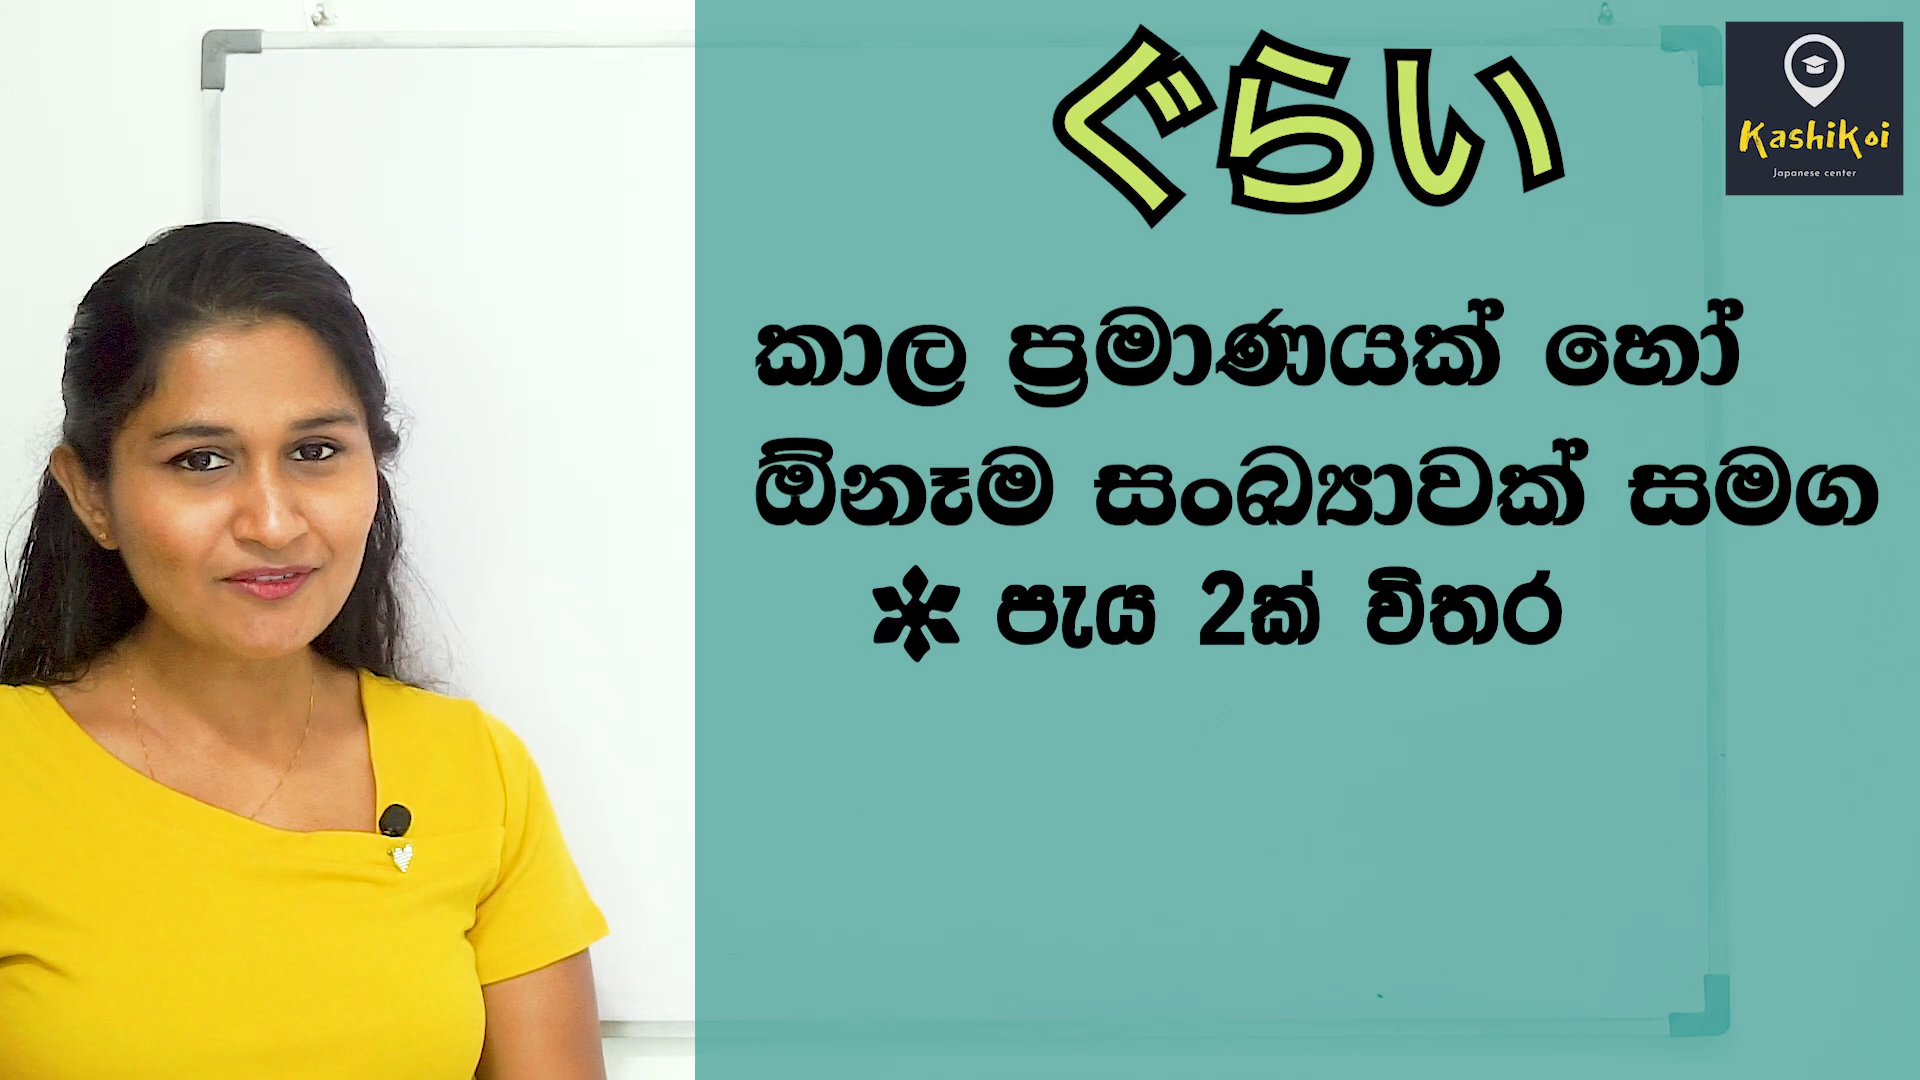 ぐらい
Kashikoi
Japanese center
කාල ප්‍රමාණයක් හෝ
ඕනෑම සංඛ්‍යාවක් සමග
පැය 2ක් විතර